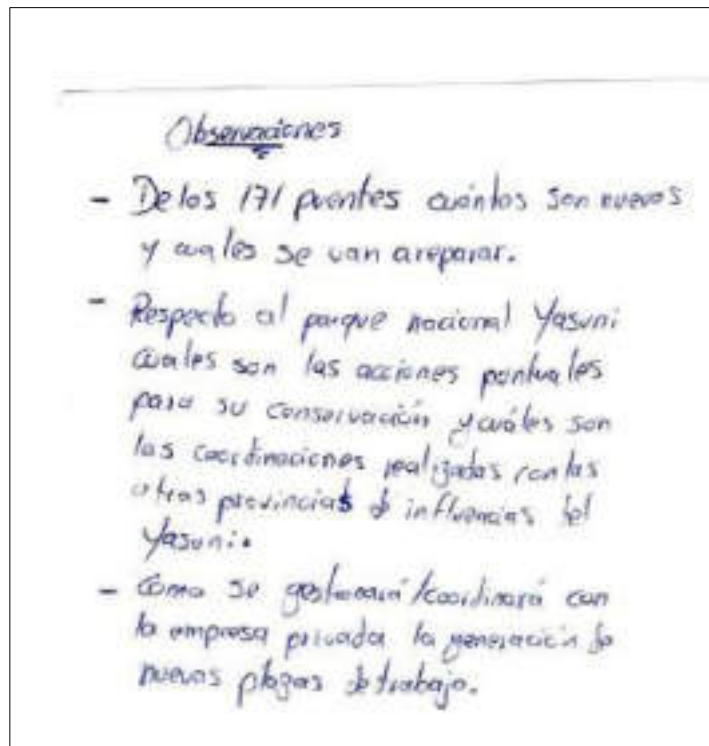 Observaciones
- De los 171 puentes cuántos son nuevos
y cuales se van a reparar.
- Respecto al parque nacional Yasuni
cuales son las acciones puntuales
para su conservación y cuáles son
las coordinaciones realizadas con las
otras provincias de influencias del
Yasuni.
- Como se gestionará/coordinará con
la empresa privada la generación de
nuevas plazas de trabajo.